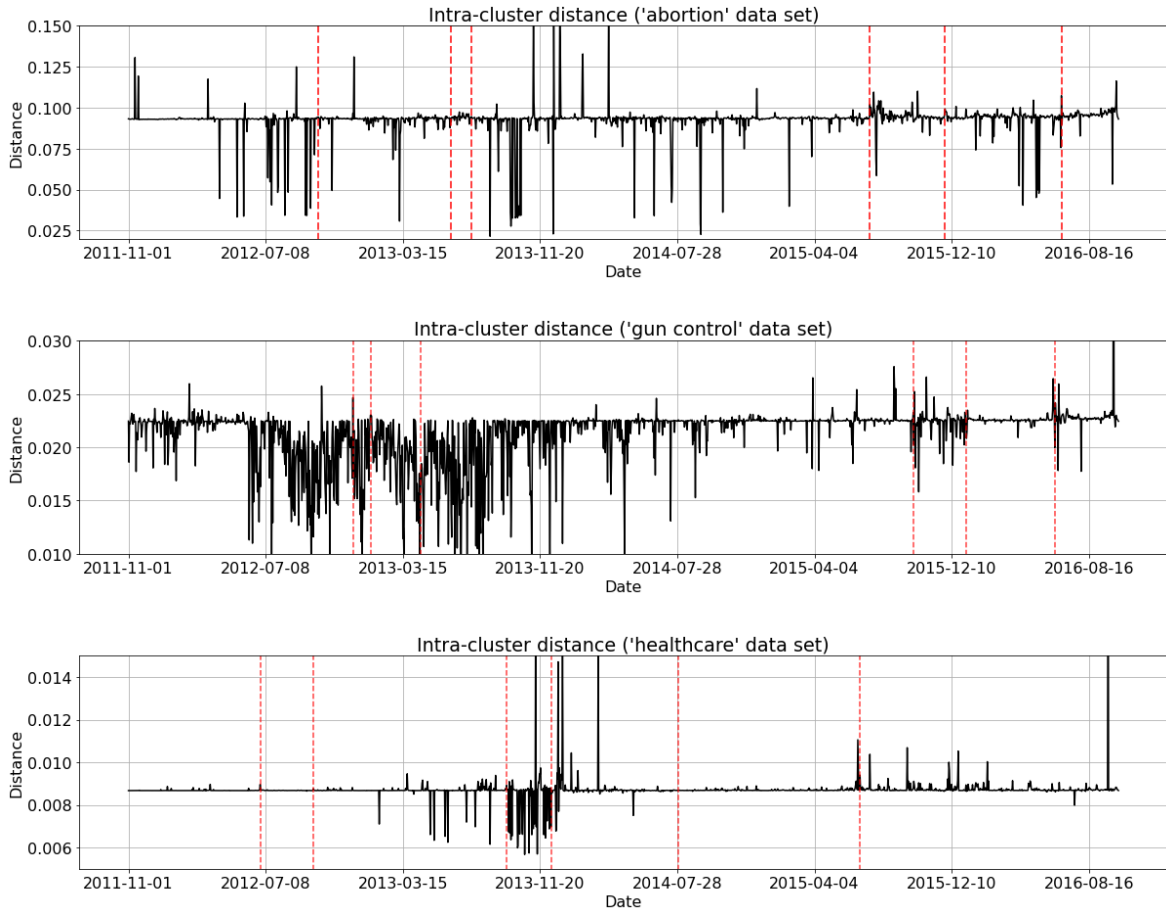 Intra-cluster distance ('abortion' data set)
0.150
0.125
0.100
0.075
0.050
0.025
Distance
2011-11-01 2012-07-08 2013-03-15 2013-11-20 2014-07-28 2015-04-04 2015-12-10 2016-08-16
Date
Intra-cluster distance ('gun control' data set)
0.030
0.025
0.020
0.015
0.010
Distance
2011-11-01 2012-07-08 2013-03-15 2013-11-20 2014-07-28 2015-04-04 2015-12-10 2016-08-16
Date
Intra-cluster distance ('healthcare' data set)
0.014
0.012
0.010
0.008
0.006
Distance
2011-11-01 2012-07-08 2013-03-15 2013-11-20 2014-07-28 2015-04-04 2015-12-10 2016-08-16
Date